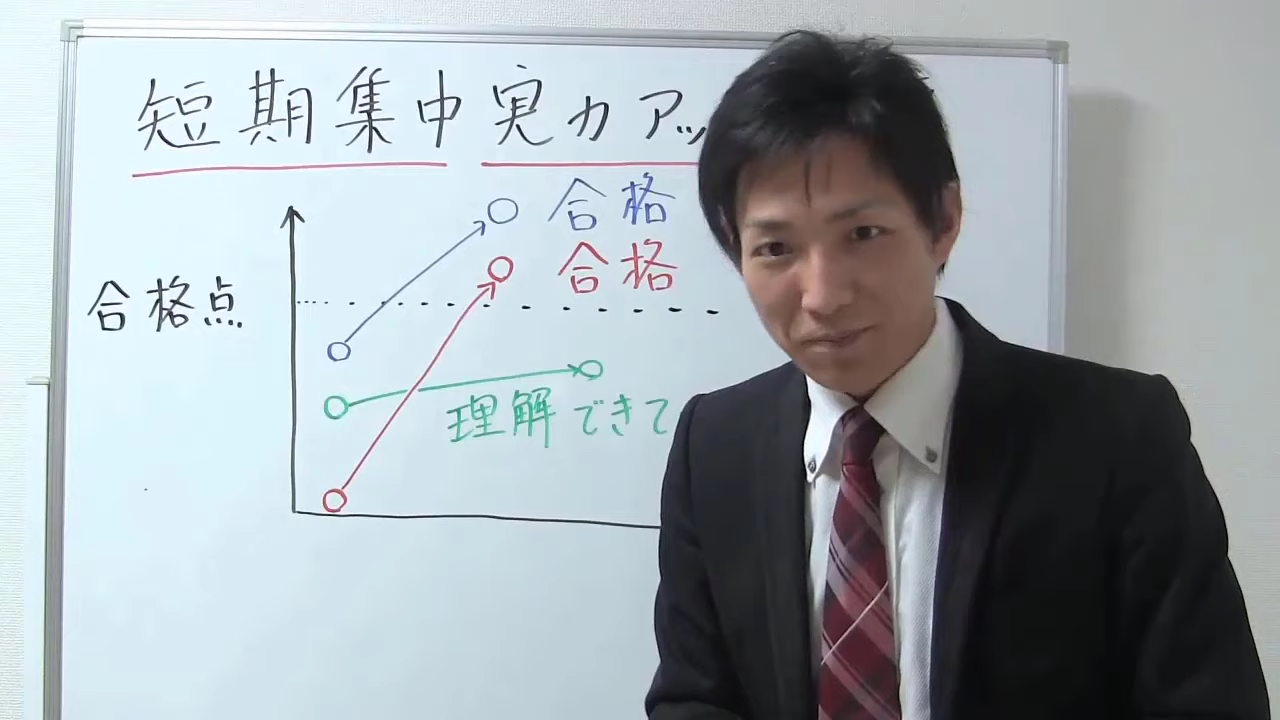 短期集中実力アッ
合格
合格
合格点
理解できて